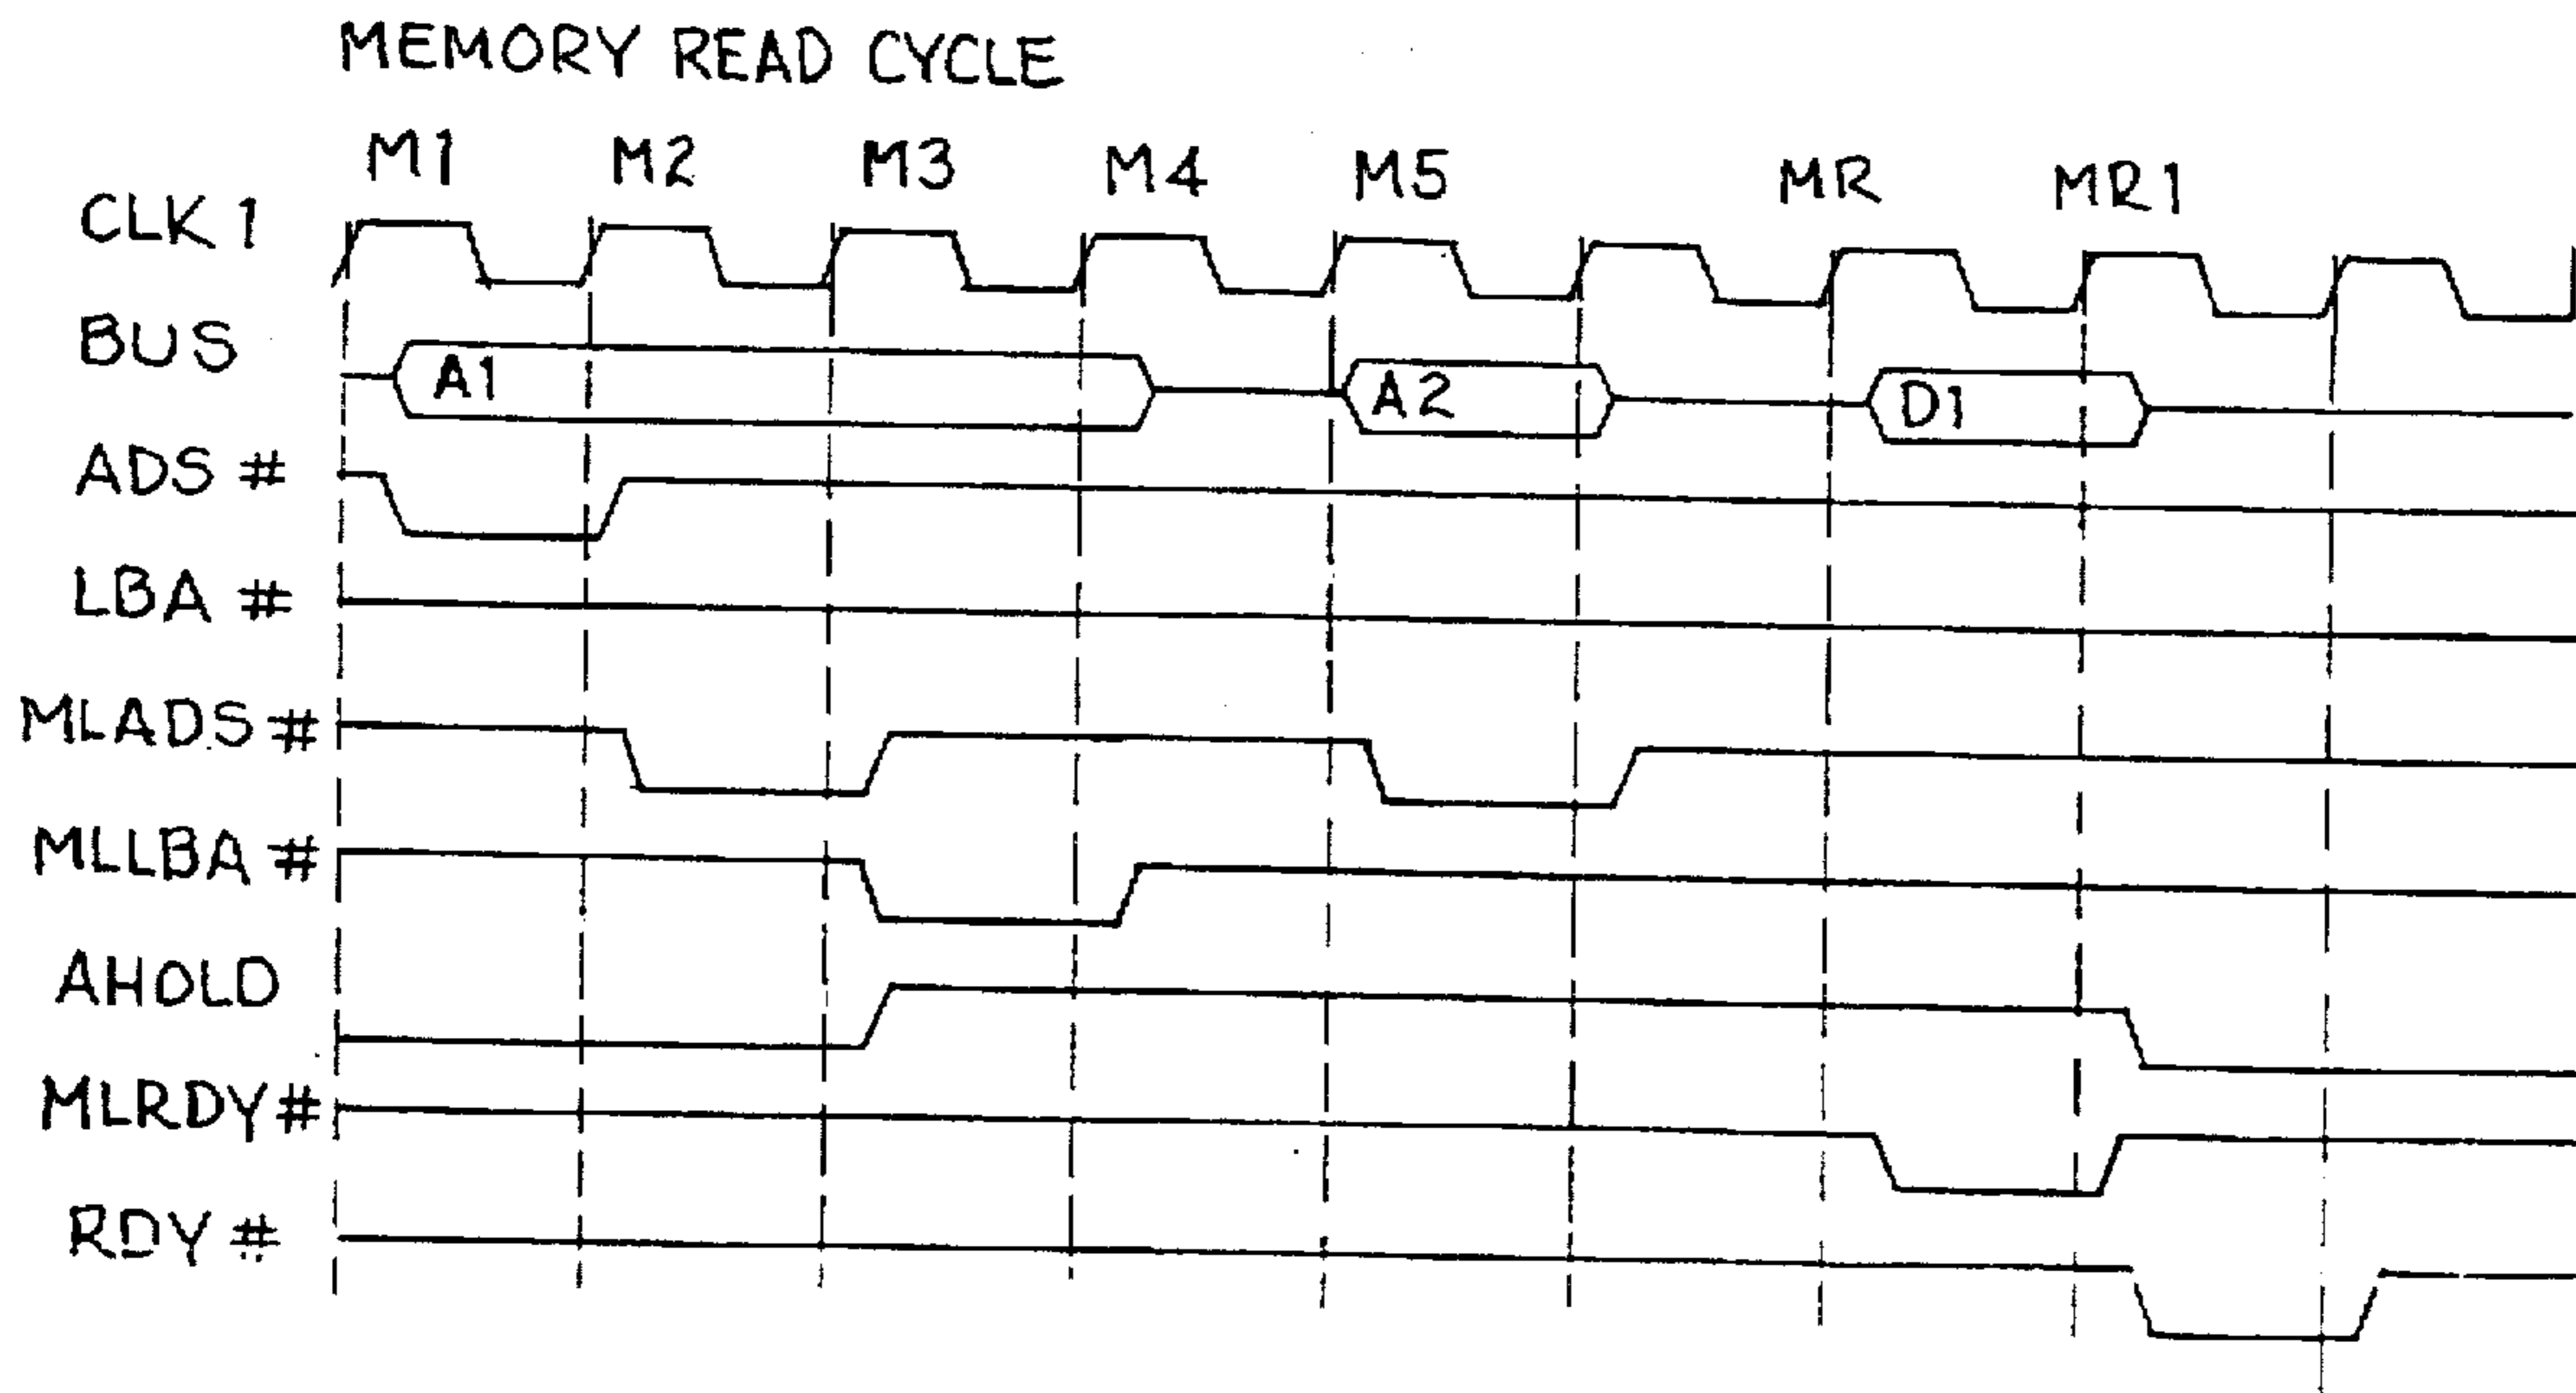 MEMORY READ CYCLE
M1 M2 M3 M4 M5 MR MR1
CLK 1
BUS
A1 A2 D1
ADS #
LBA #
MLADS #
MLLBA #
AHOLD
MLRDY #
RDY #